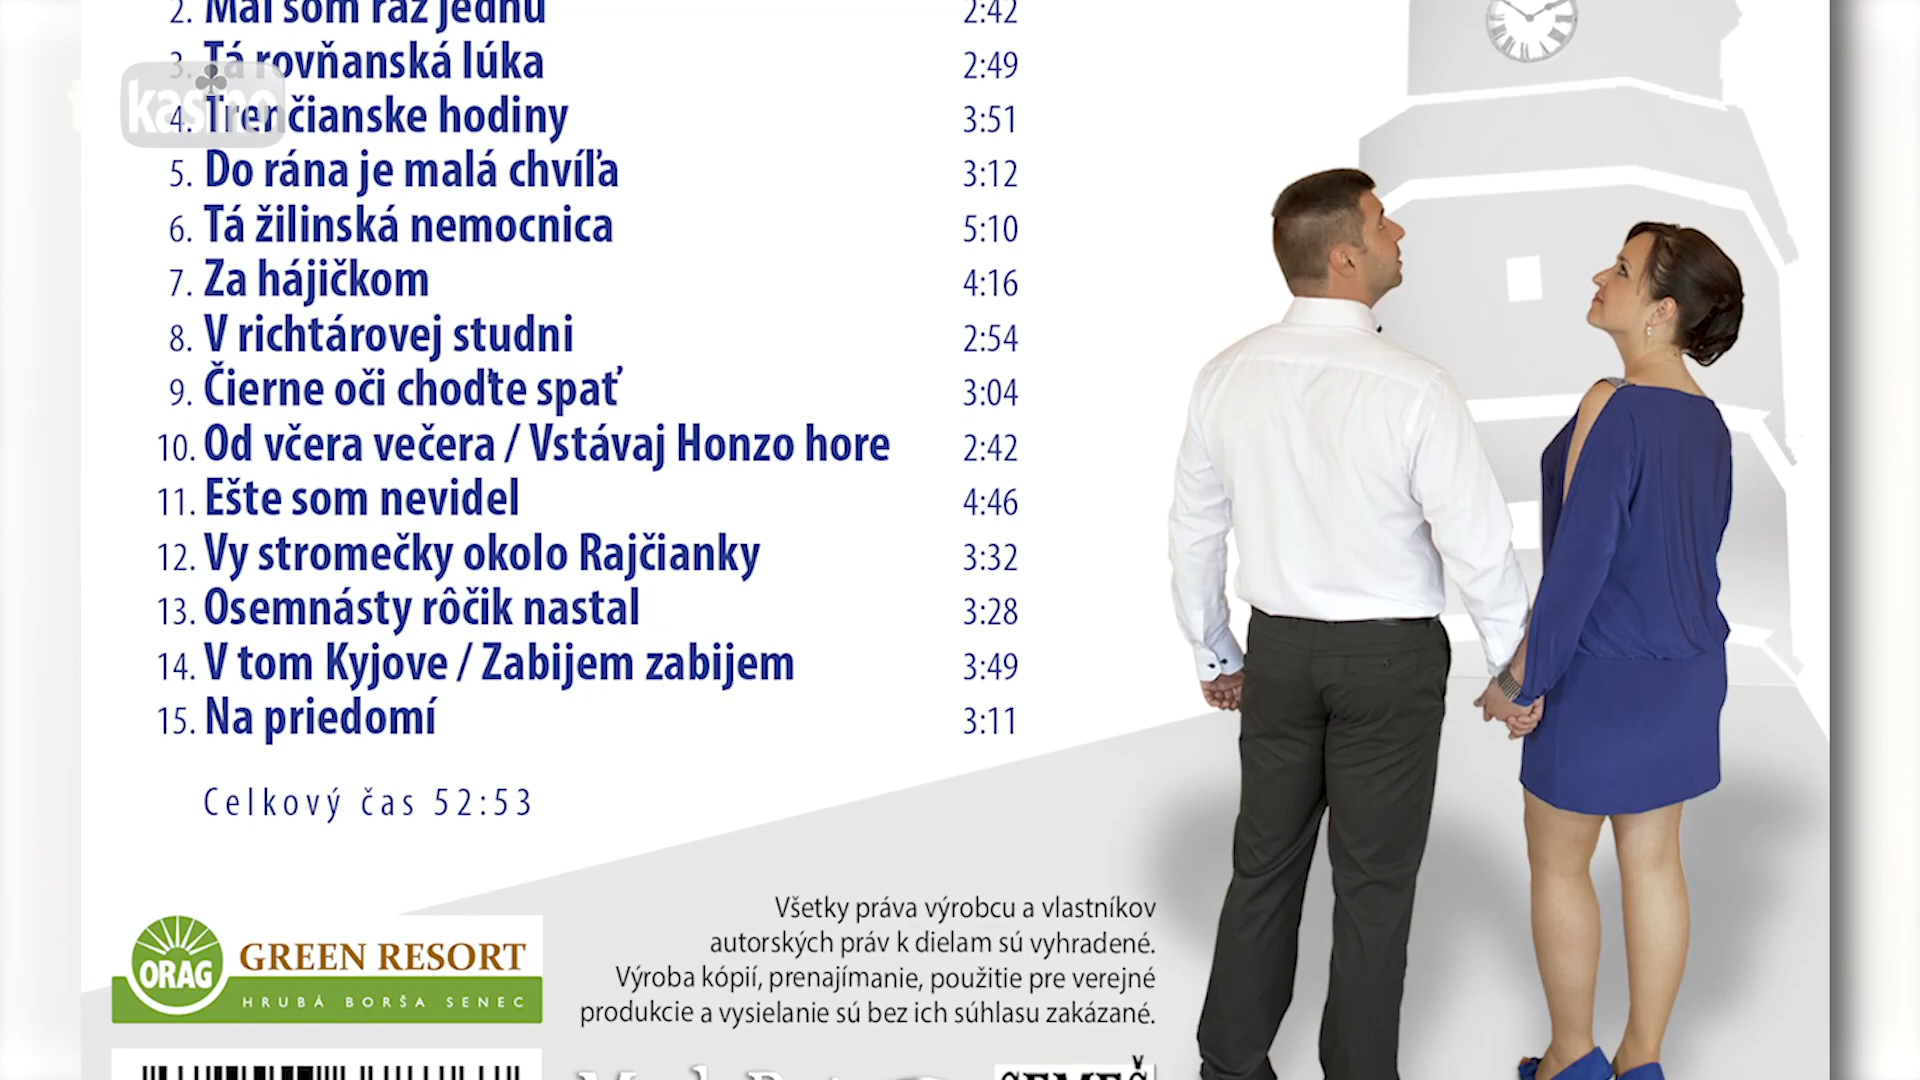 2. Mal som raz jednu 2:42
3. Tá rovňanská lúka 2:49
kasino
4. Trenčianske hodiny 3:51
5. Do rána je malá chvíľa 3:12
6. Tá žilinská nemocnica 5:10
7. Za hájičkom 4:16
8. V richtárovej studni 2:54
9. Čierne oči choďte spať 3:04
10. Od včera večera / Vstávaj Honzo hore 2:42
11. Ešte som nevidel 4:46
12. Vy stromečky okolo Rajčianky 3:32
13. Osemnásty rôčik nastal 3:28
14. V tom Kyjove / Zabijem zabijem 3:49
15. Na priedomí 3:11
Celkový čas 52:53
Všetky práva výrobcu a vlastníkov
autorských práv k dielam sú vyhradené.
Výroba kópií, prenajímanie, použitie pre verejné
produkcie a vysielanie sú bez ich súhlasu zakázané.
ORAG GREEN RESORT
HRUBÁ BORŠA SENEC